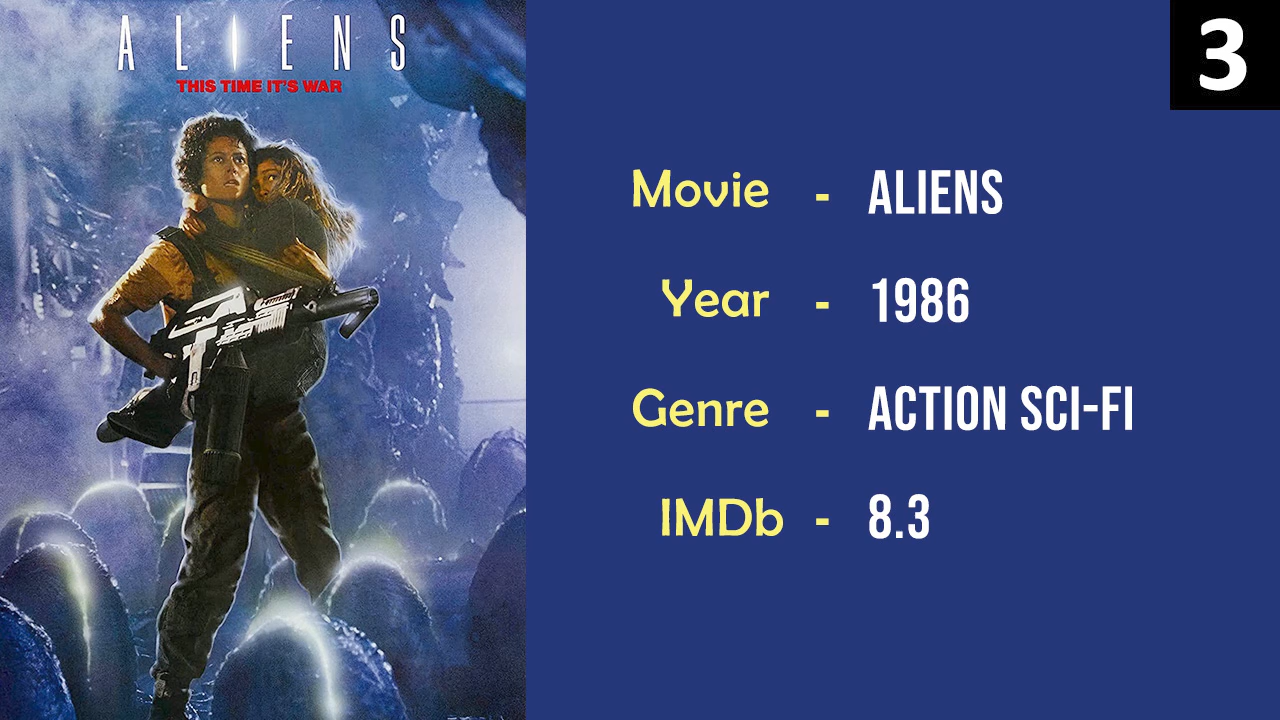 ALIENS
THIS TIME IT'S WAR
3
Movie - ALIENS
Year - 1986
Genre - ACTION SCI-FI
IMDb - 8.3